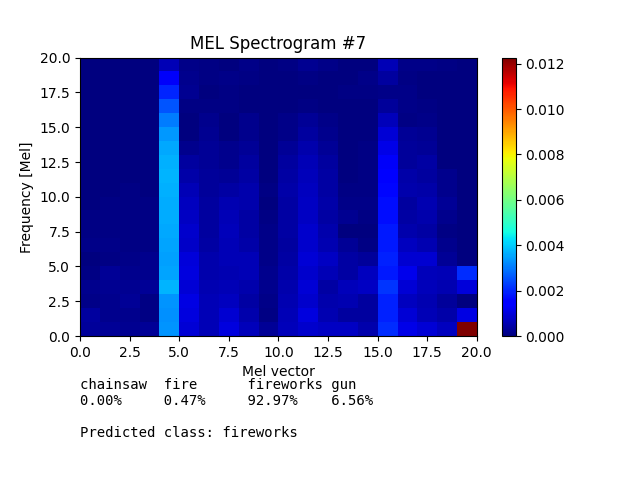 MEL Spectrogram #7
20.0
17.5
15.0
12.5
10.0
7.5
5.0
2.5
0.0
Frequency [Mel]
0.0 2.5 5.0 7.5 10.0 12.5 15.0 17.5 20.0
Mel vector
0.012
0.010
0.008
0.006
0.004
0.002
0.000
chainsaw fire fireworks gun
0.00% 0.47% 92.97% 6.56%
Predicted class: fireworks